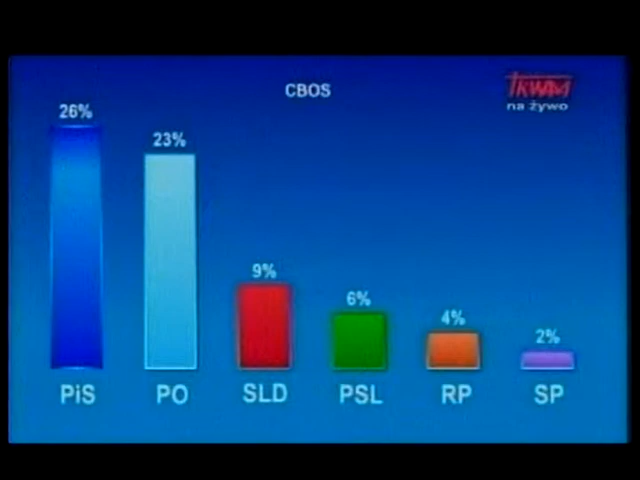 CBOS
TRWAM
na żywo
26%
23%
9%
6%
4%
2%
PiS
PO
SLD
PSL
RP
SP